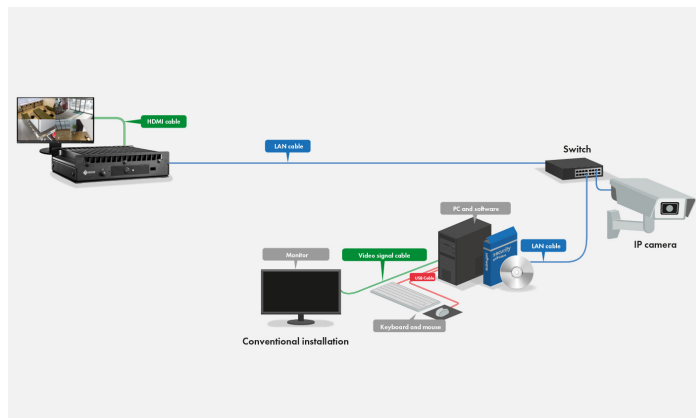 HDMI cable
LAN cable
Switch
IP camera
PC and software
LAN cable
Monitor
Video signal cable
USB Cable
security
Keyboard and mouse
Conventional installation